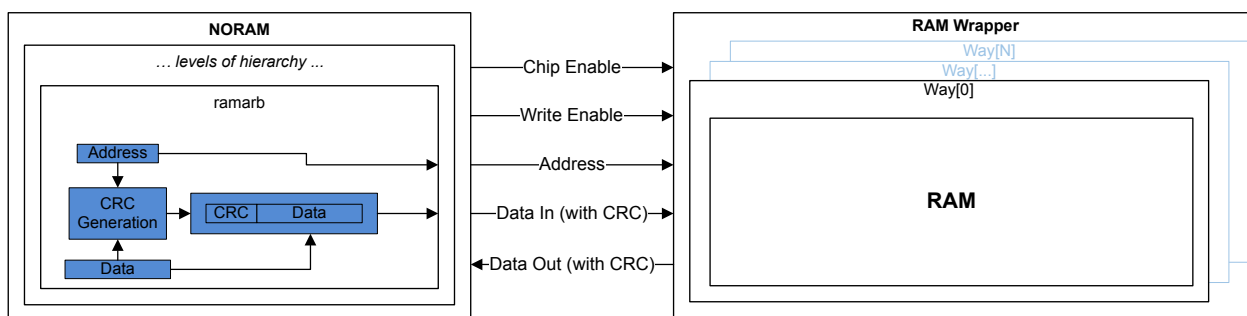 NORAM
… levels of hierarchy ...
ramarb
Address
CRC
Generation
CRC
Data
Data
Chip Enable
Write Enable
Address
Data In (with CRC)
Data Out (with CRC)
RAM Wrapper
Way[N]
Way[...]
Way[0]
RAM